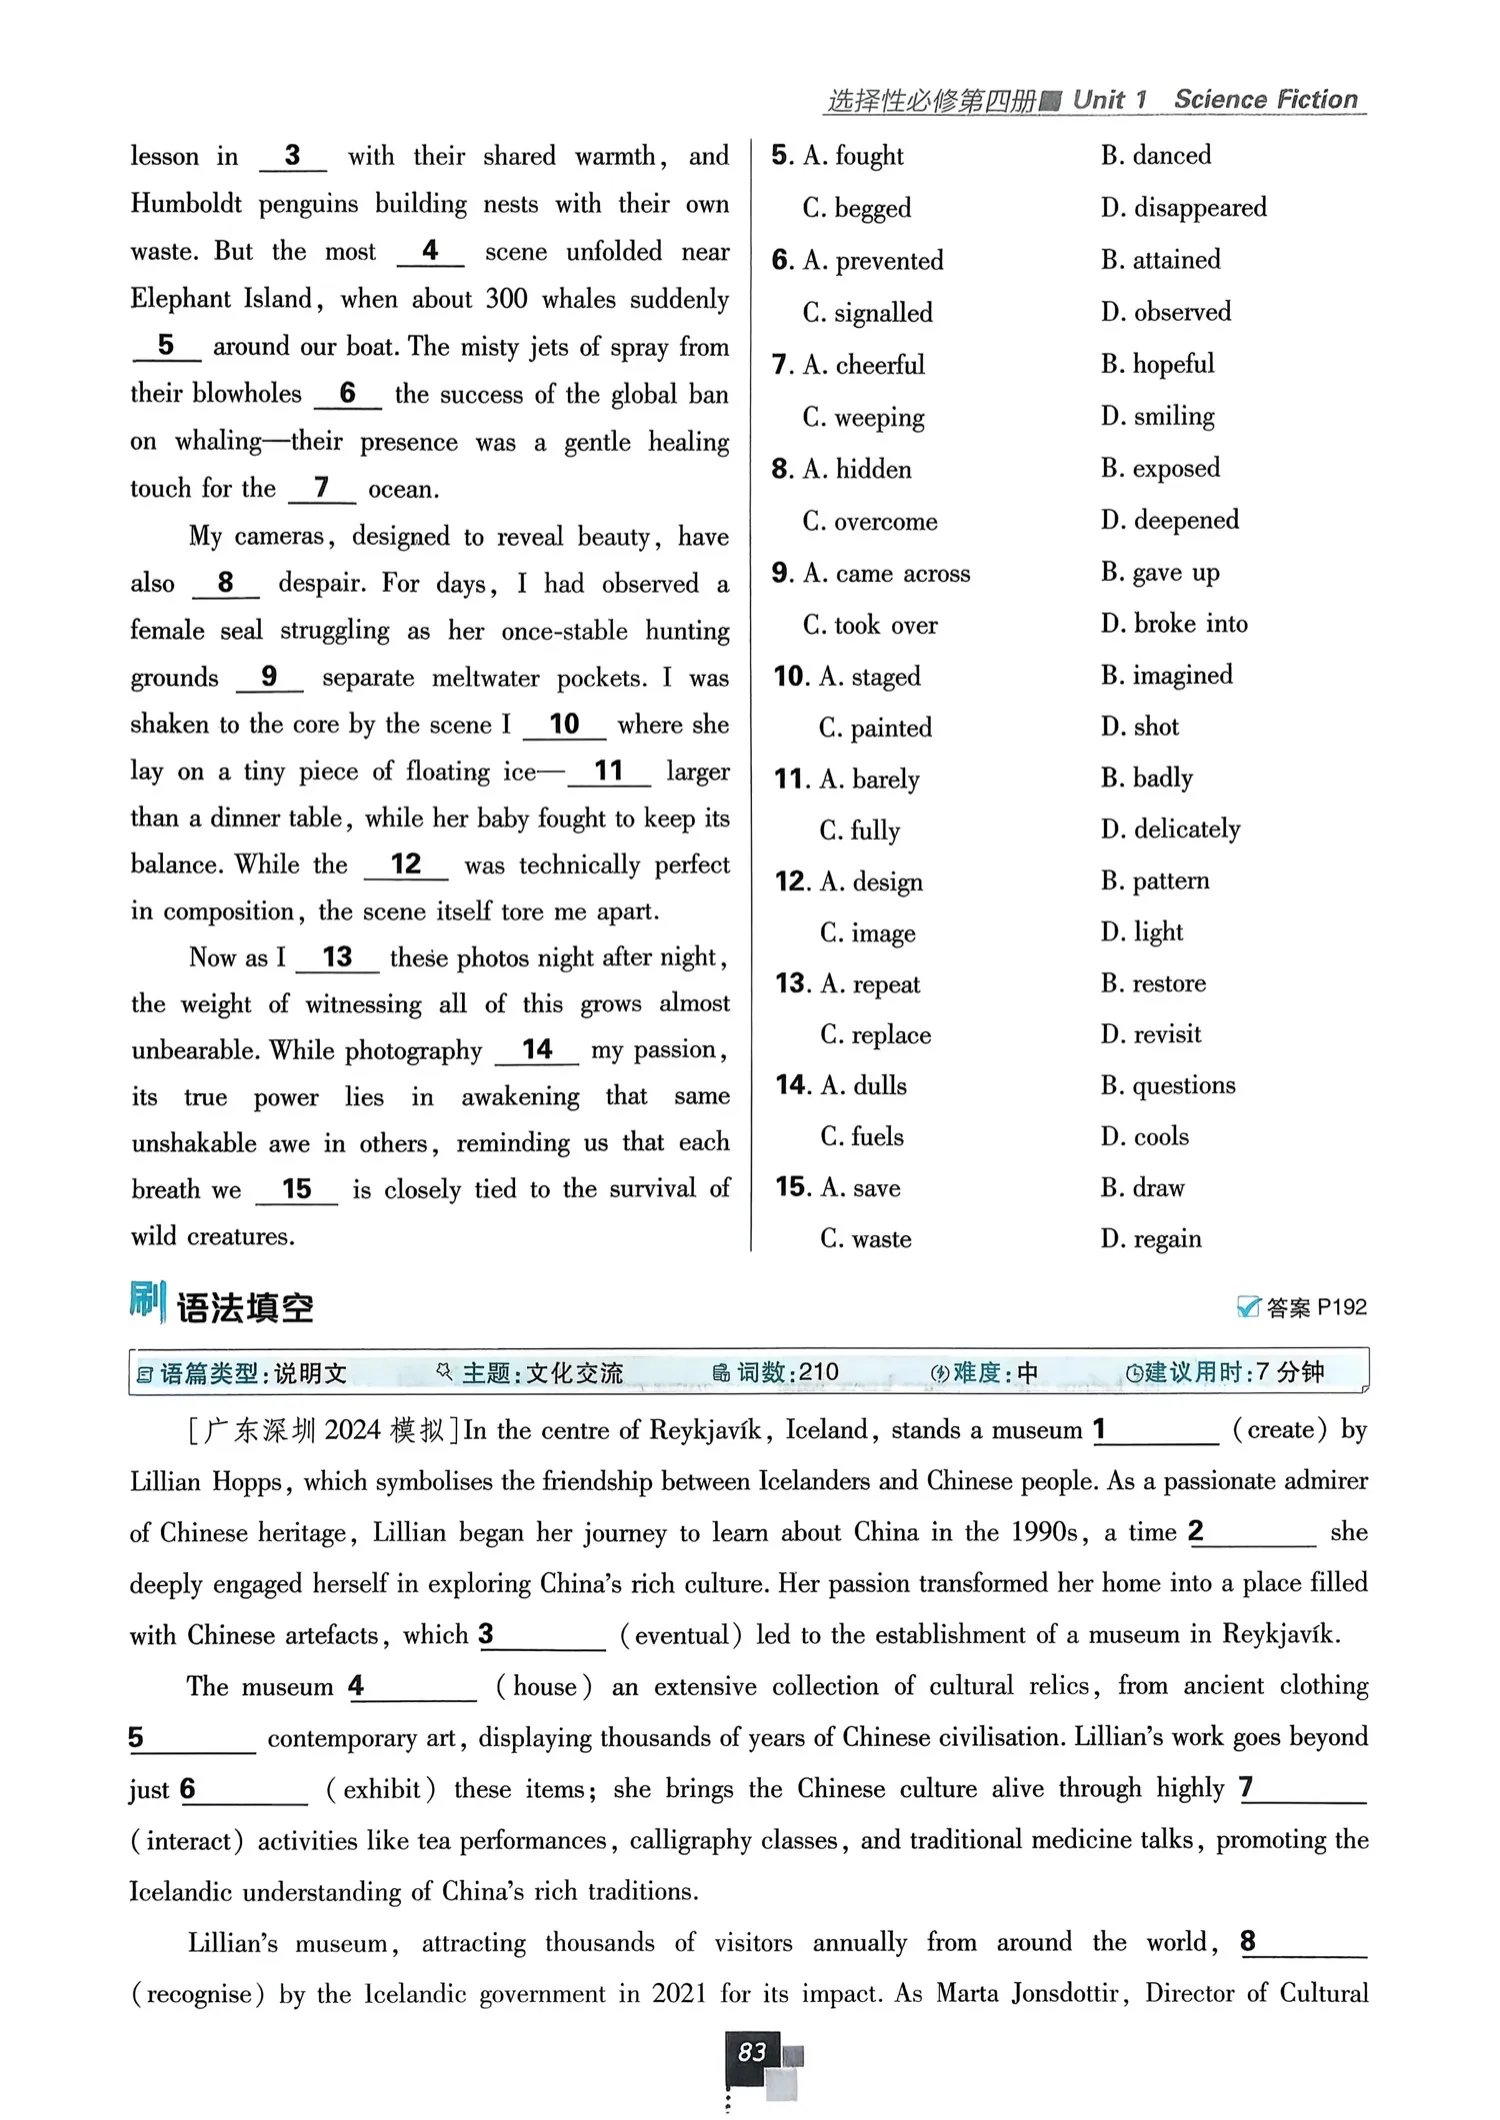 选择性必修第四册 Unit 1 Science Fiction
lesson in 3 with their shared warmth, and
Humboldt penguins building nests with their own
waste. But the most 4 scene unfolded near
Elephant Island, when about 300 whales suddenly
5 around our boat. The misty jets of spray from
their blowholes 6 the success of the global ban
on whaling—their presence was a gentle healing
touch for the 7 ocean.
My cameras, designed to reveal beauty, have
also 8 despair. For days, I had observed a
female seal struggling as her once-stable hunting
grounds 9 separate meltwater pockets. I was
shaken to the core by the scene I 10 where she
lay on a tiny piece of floating ice—11 larger
than a dinner table, while her baby fought to keep its
balance. While the 12 was technically perfect
in composition, the scene itself tore me apart.
Now as I 13 these photos night after night,
the weight of witnessing all of this grows almost
unbearable. While photography 14 my passion,
its true power lies in awakening that same
unshakable awe in others, reminding us that each
breath we 15 is closely tied to the survival of
wild creatures.
5. A. fought B. danced
C. begged D. disappeared
6. A. prevented B. attained
C. signalled D. observed
7. A. cheerful B. hopeful
C. weeping D. smiling
8. A. hidden B. exposed
C. overcome D. deepened
9. A. came across B. gave up
C. took over D. broke into
10. A. staged B. imagined
C. painted D. shot
11. A. barely B. badly
C. fully D. delicately
12. A. design B. pattern
C. image D. light
13. A. repeat B. restore
C. replace D. revisit
14. A. dulls B. questions
C. fuels D. cools
15. A. save B. draw
C. waste D. regain
刷 语法填空 答案 P192
语篇类型:说明文 主题:文化交流 词数:210 难度:中 建议用时:7 分钟
[广东深圳 2024 模拟]In the centre of Reykjavík, Iceland, stands a museum 1 (create) by
Lillian Hopps, which symbolises the friendship between Icelanders and Chinese people. As a passionate admirer
of Chinese heritage, Lillian began her journey to learn about China in the 1990s, a time 2 she
deeply engaged herself in exploring China's rich culture. Her passion transformed her home into a place filled
with Chinese artefacts, which 3 (eventual) led to the establishment of a museum in Reykjavík.
The museum 4 (house) an extensive collection of cultural relics, from ancient clothing
5 contemporary art, displaying thousands of years of Chinese civilisation. Lillian's work goes beyond
just 6 (exhibit) these items; she brings the Chinese culture alive through highly 7
(interact) activities like tea performances, calligraphy classes, and traditional medicine talks, promoting the
Icelandic understanding of China's rich traditions.
Lillian's museum, attracting thousands of visitors annually from around the world, 8
(recognise) by the Icelandic government in 2021 for its impact. As Marta Jonsdottir, Director of Cultural
83